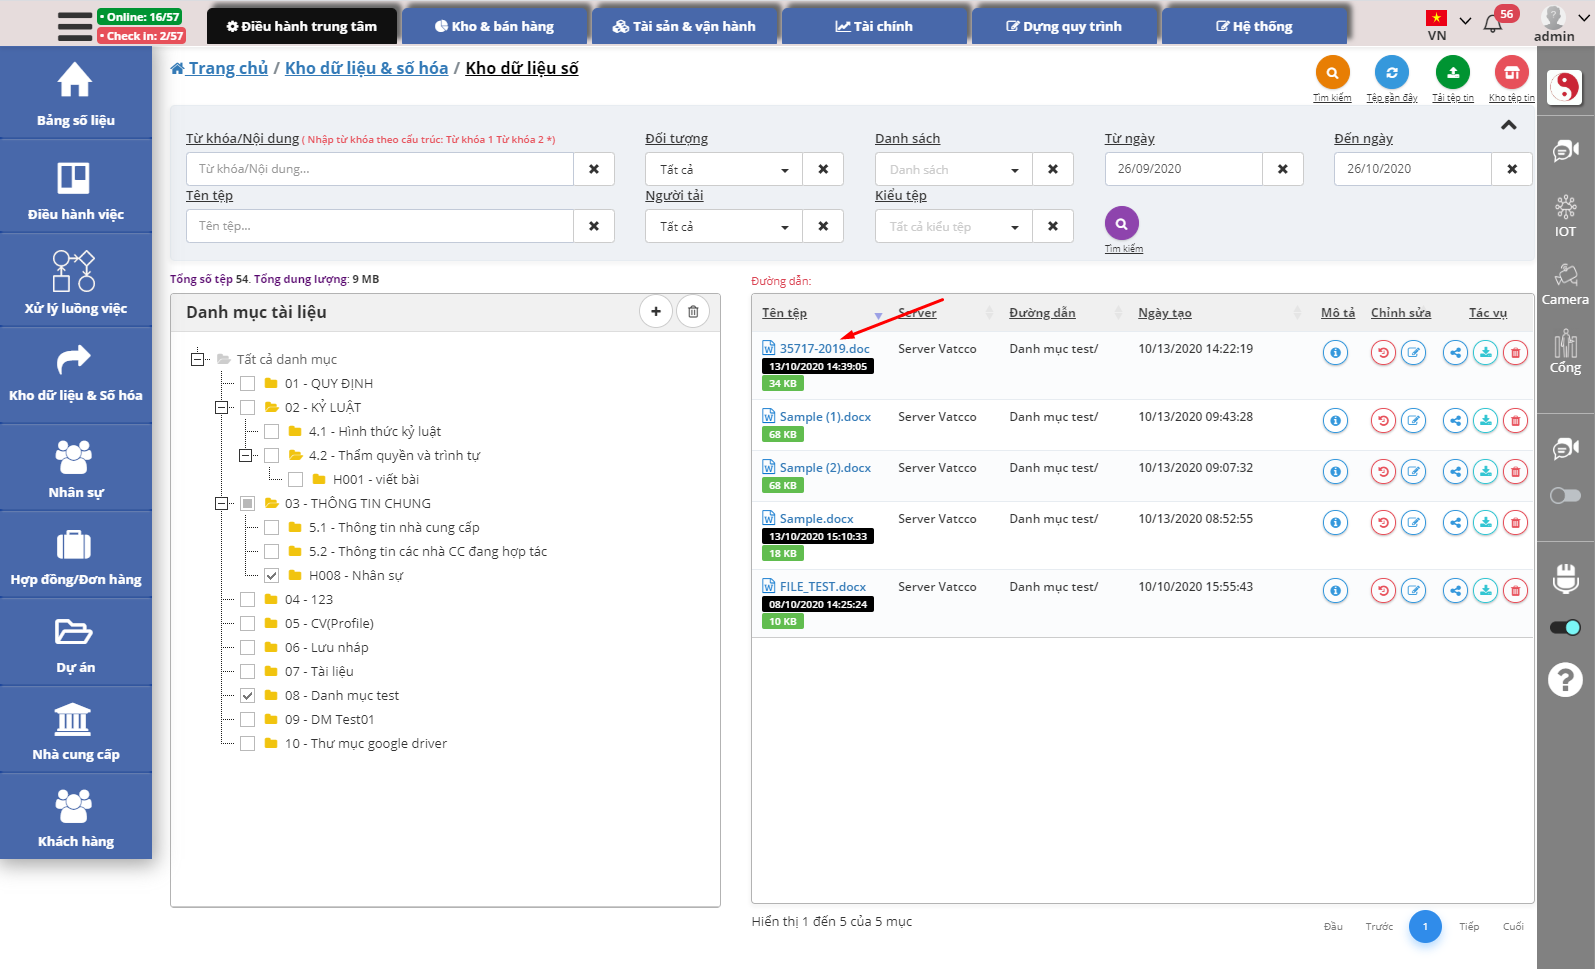 • Online: 16/57
• Check In: 2/57
Điều hành trung tâm
Kho & bán hàng
Tài sản & vận hành
Tài chính
Dựng quy trình
Hệ thống
VN
56
admin
Bảng số liệu
Điều hành việc
Xử lý luồng việc
Kho dữ liệu & Số hóa
Nhân sự
Hợp đồng/Đơn hàng
Dự án
Nhà cung cấp
Khách hàng
Trang chủ / Kho dữ liệu & số hóa / Kho dữ liệu số
Tìm kiếm
Tệp gần đây
Tải tệp tin
Kho tệp tin
Từ khóa/Nội dung ( Nhập từ khóa theo cấu trúc: Từ khóa 1 Từ khóa 2 *)
Đối tượng
Danh sách
Từ ngày
Đến ngày
Từ khóa/Nội dung...
Tất cả
Danh sách
26/09/2020
26/10/2020
Tên tệp
Người tải
Kiểu tệp
Tên tệp...
Tất cả
Tất cả kiểu tệp
Tìm kiếm
Tổng số tệp 54. Tổng dung lượng: 9 MB
Danh mục tài liệu
Tất cả danh mục
01 - QUY ĐỊNH
02 - KỶ LUẬT
4.1 - Hình thức kỷ luật
4.2 - Thẩm quyền và trình tự
H001 - viết bài
03 - THÔNG TIN CHUNG
5.1 - Thông tin nhà cung cấp
5.2 - Thông tin các nhà CC đang hợp tác
H008 - Nhân sự
04 - 123
05 - CV(Profile)
06 - Lưu nháp
07 - Tài liệu
08 - Danh mục test
09 - DM Test01
10 - Thư mục google driver
Đường dẫn:
Tên tệp
Server
Đường dẫn
Ngày tạo
Mô tả
Chỉnh sửa
Tác vụ
35717-2019.doc
Server Vatcco
Danh mục test/
10/13/2020 14:22:19
13/10/2020 14:39:05
34 KB
Sample (1).docx
Server Vatcco
Danh mục test/
10/13/2020 09:43:28
68 KB
Sample (2).docx
Server Vatcco
Danh mục test/
10/13/2020 09:07:32
68 KB
Sample.docx
Server Vatcco
Danh mục test/
10/13/2020 08:52:55
13/10/2020 15:10:33
18 KB
FILE_TEST.docx
Server Vatcco
Danh mục test/
10/10/2020 15:55:43
08/10/2020 14:25:24
10 KB
Hiển thị 1 đến 5 của 5 mục
Đầu
Trước
1
Tiếp
Cuối
IOT
Camera
Cổng